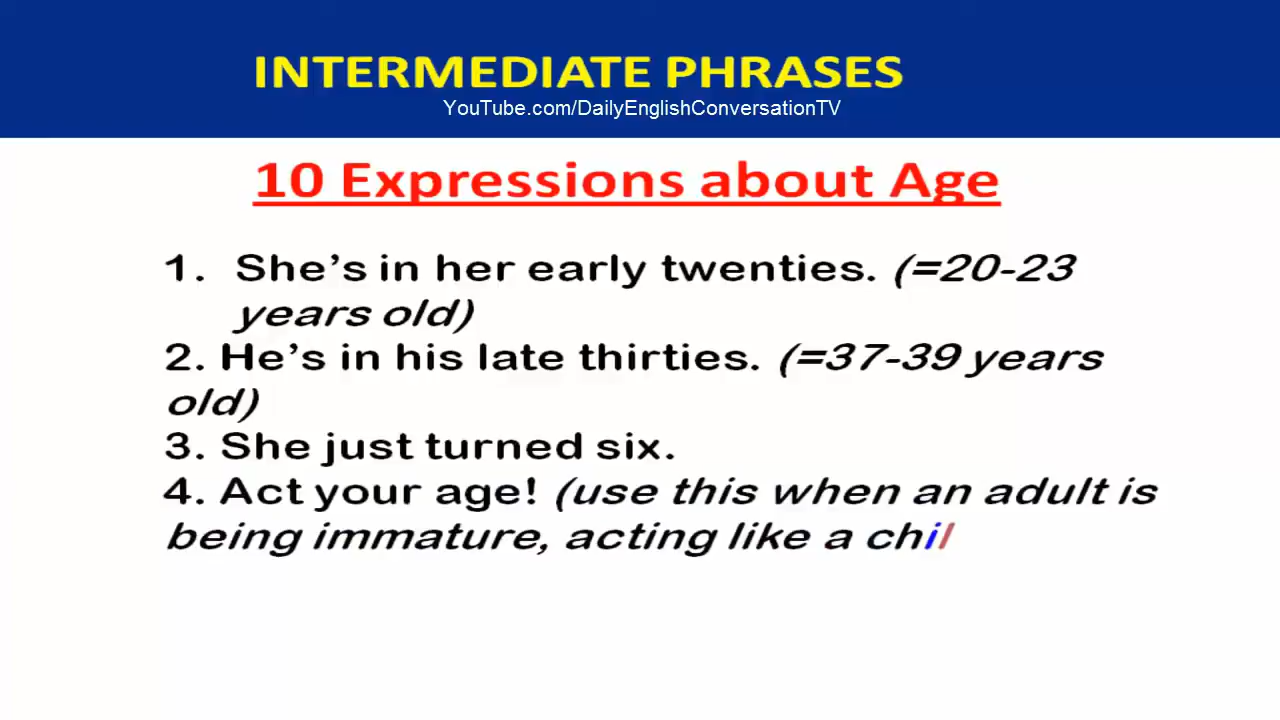 INTERMEDIATE PHRASES
YouTube.com/DailyEnglishConversationTV
10 Expressions about Age
1. She’s in her early twenties. (=20-23
years old)
2. He’s in his late thirties. (=37-39 years
old)
3. She just turned six.
4. Act your age! (use this when an adult is
being immature, acting like a chil